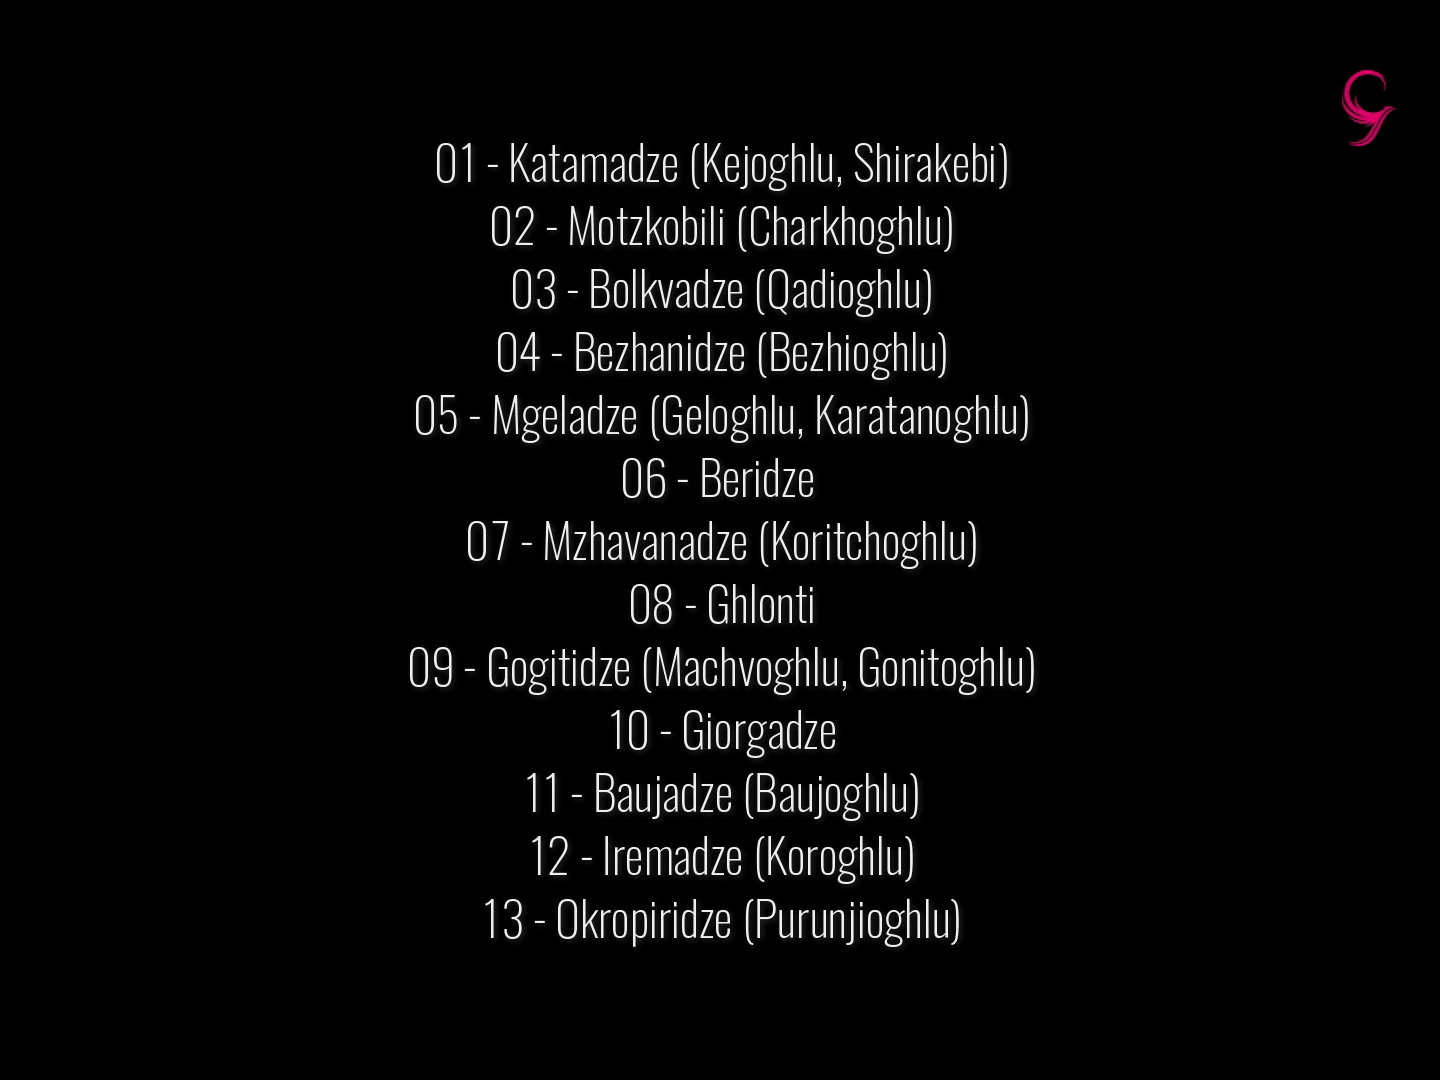 01 - Katamadze (Kejoghlu, Shirakebi)
02 - Motzkobili (Charkhoghlu)
03 - Bolkvadze (Qadioghlu)
04 - Bezhanidze (Bezhioghlu)
05 - Mgeladze (Geloghlu, Karatanoghlu)
06 - Beridze
07 - Mzhavanadze (Koritchoghlu)
08 - Ghlonti
09 - Gogitidze (Machvoghlu, Gonitoghlu)
10 - Giorgadze
11 - Baujadze (Baujoghlu)
12 - Iremadze (Koroghlu)
13 - Okropiridze (Purunjioghlu)